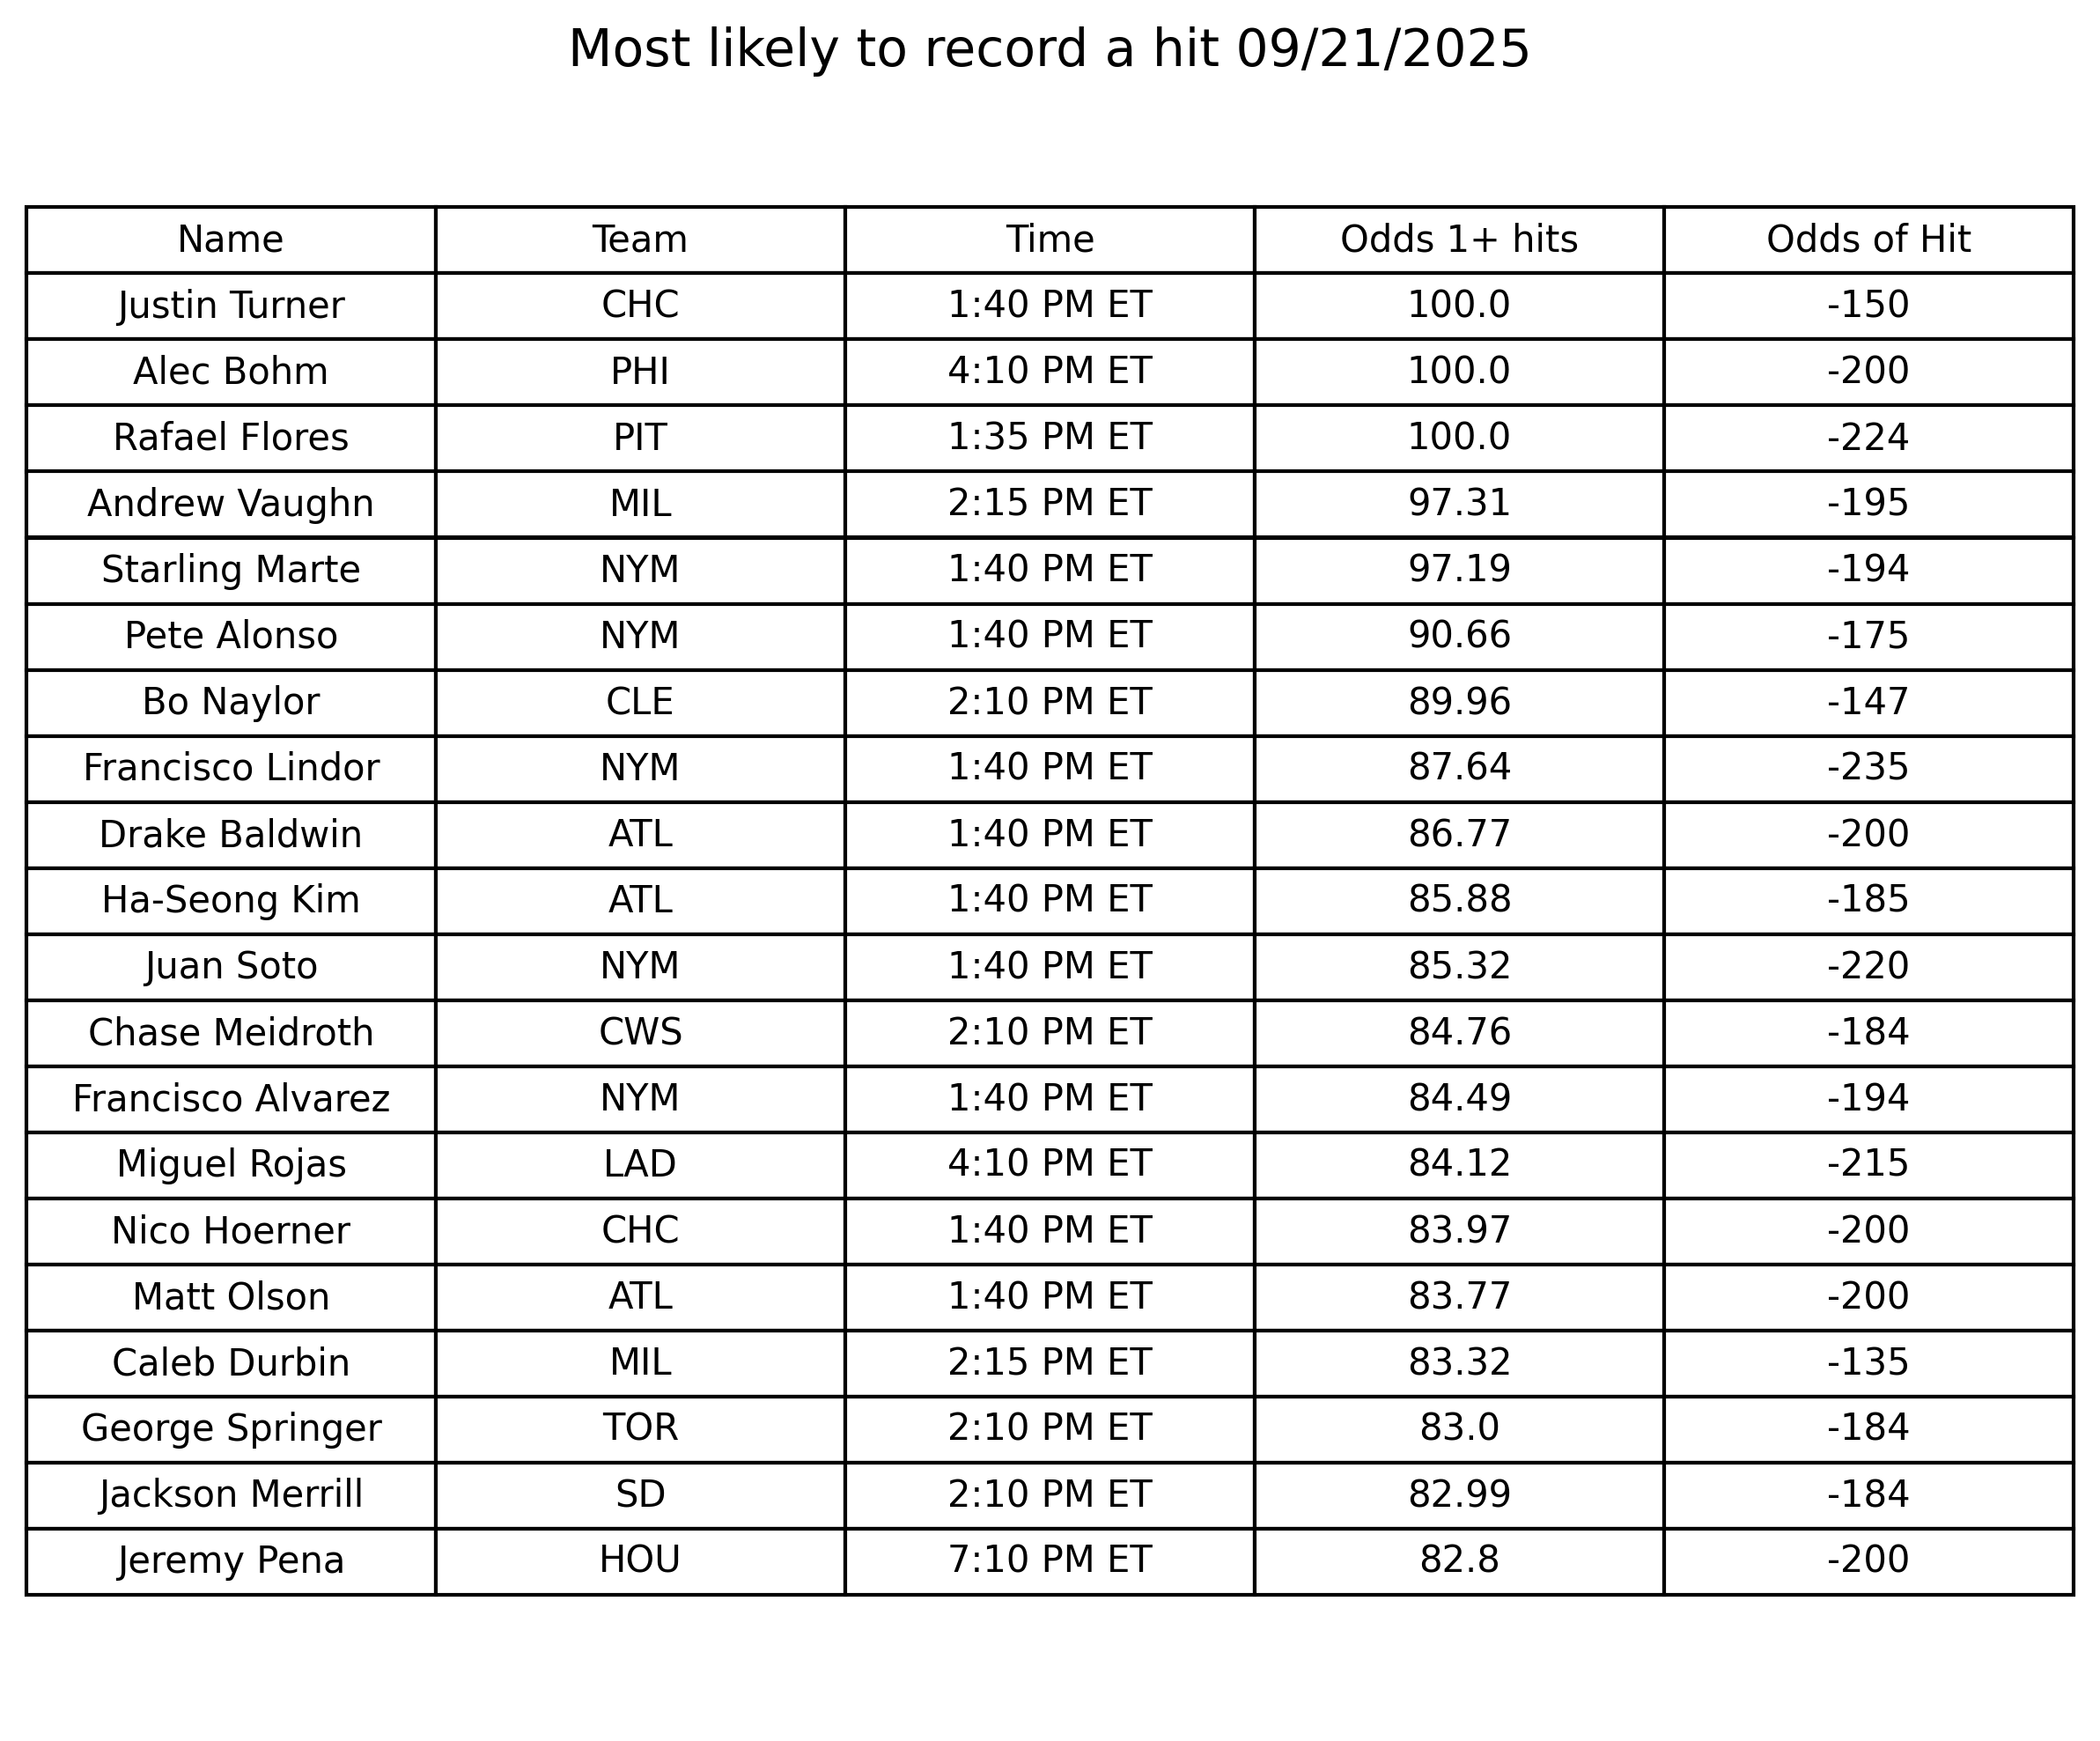 Most likely to record a hit 09/21/2025
Name Team Time Odds 1+ hits Odds of Hit
Justin Turner CHC 1:40 PM ET 100.0 -150
Alec Bohm PHI 4:10 PM ET 100.0 -200
Rafael Flores PIT 1:35 PM ET 100.0 -224
Andrew Vaughn MIL 2:15 PM ET 97.31 -195
Starling Marte NYM 1:40 PM ET 97.19 -194
Pete Alonso NYM 1:40 PM ET 90.66 -175
Bo Naylor CLE 2:10 PM ET 89.96 -147
Francisco Lindor NYM 1:40 PM ET 87.64 -235
Drake Baldwin ATL 1:40 PM ET 86.77 -200
Ha-Seong Kim ATL 1:40 PM ET 85.88 -185
Juan Soto NYM 1:40 PM ET 85.32 -220
Chase Meidroth CWS 2:10 PM ET 84.76 -184
Francisco Alvarez NYM 1:40 PM ET 84.49 -194
Miguel Rojas LAD 4:10 PM ET 84.12 -215
Nico Hoerner CHC 1:40 PM ET 83.97 -200
Matt Olson ATL 1:40 PM ET 83.77 -200
Caleb Durbin MIL 2:15 PM ET 83.32 -135
George Springer TOR 2:10 PM ET 83.0 -184
Jackson Merrill SD 2:10 PM ET 82.99 -184
Jeremy Pena HOU 7:10 PM ET 82.8 -200